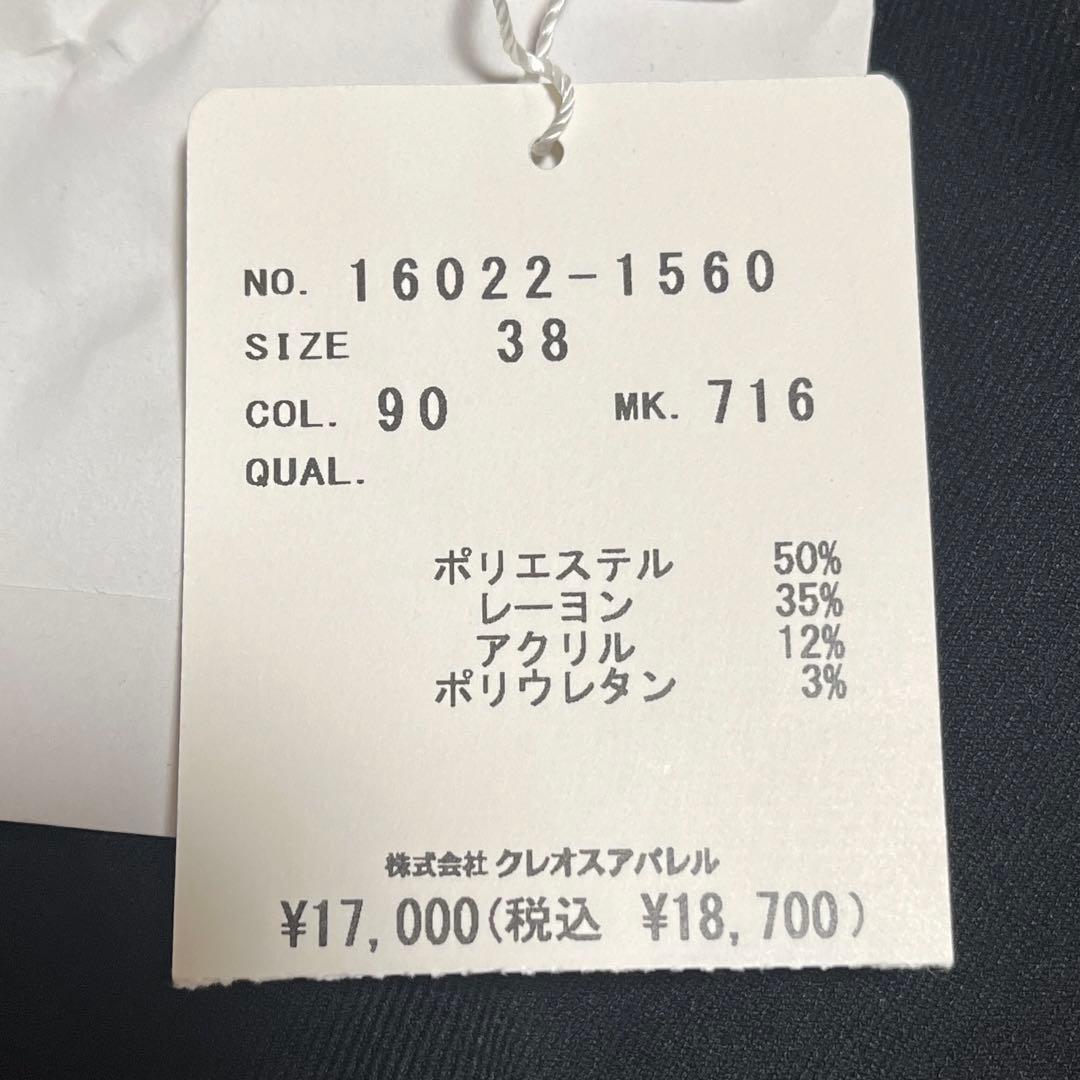 NO. 16022-1560
SIZE 38
COL. 90 MK. 716
QUAL.
ポリエステル 50%
レーヨン 35%
アクリル 12%
ポリウレタン 3%
株式会社 クレオスアパレル
¥17,000(税込 ¥18,700)